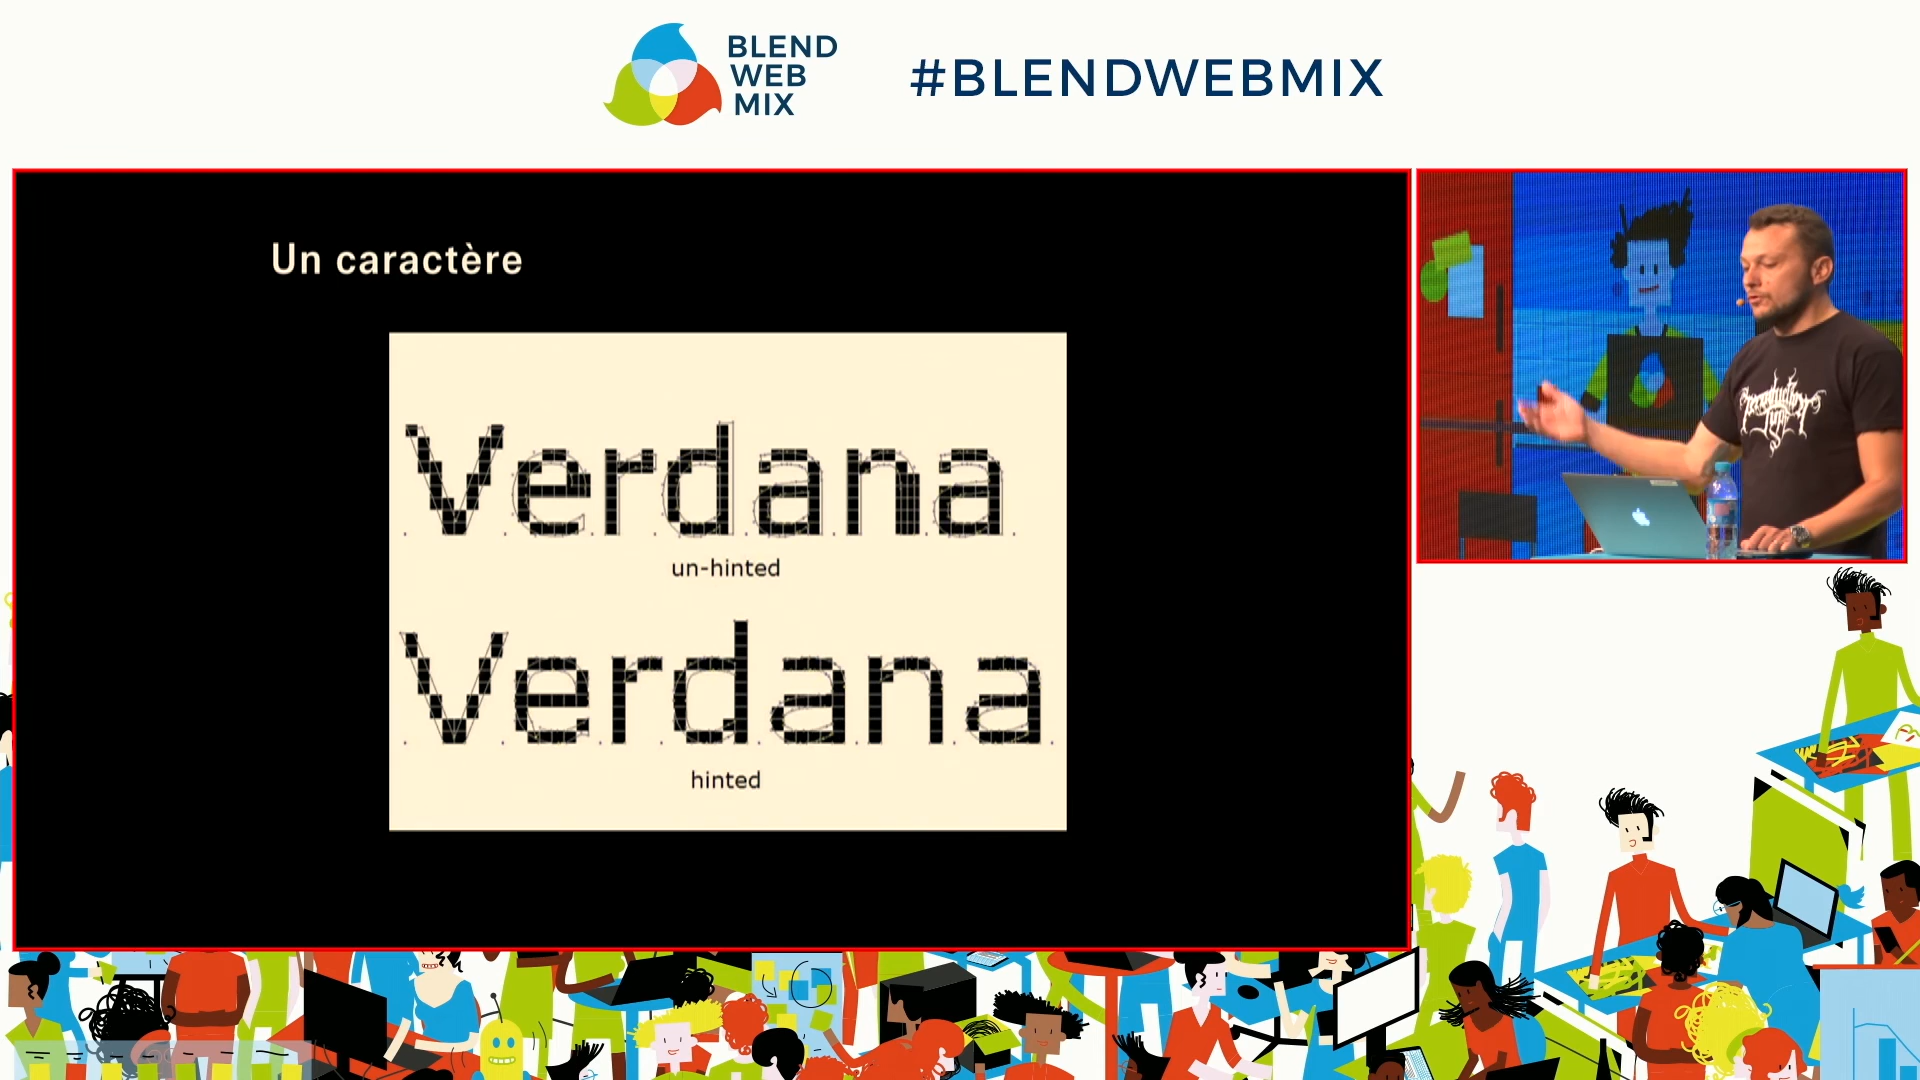 BLEND
WEB
MIX
#BLENDWEBMIX
Un caractère
Verdana
un-hinted
Verdana
hinted